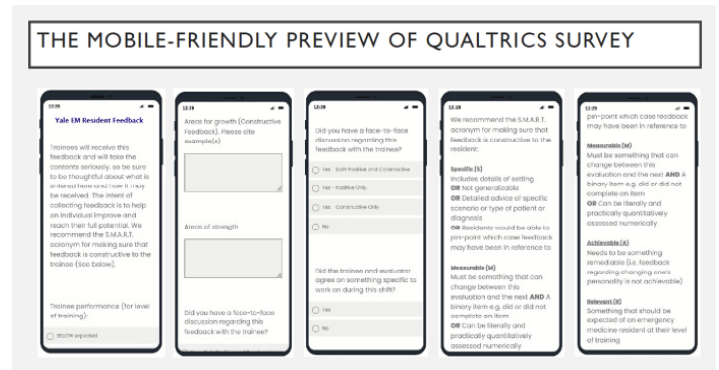 THE MOBILE-FRIENDLY PREVIEW OF QUALTRICS SURVEY
12:29
Yale EM Resident Feedback
Trainees will receive this
feedback and will take the
contents seriously, so be sure
to be thoughtful about what is
entered here and how it may
be received. The intent of
collecting feedback is to help
an individual improve and
reach their full potential. We
recommend the S.M.A.R.T.
acronym for making sure that
feedback is constructive to the
trainee (See below).
Trainee performance (for level
of training):
BELOW expected
12:29
Areas for growth (Constructive
Feedback). Please cite
example(s)
Areas of strength
Did you have a face-to-face
discussion regarding this
feedback with the trainee?
12:29
Did you have a face-to-face
discussion regarding this
feedback with the trainee?
Yes - Both Positive and Constructive
Yes - Positive Only
Yes - Constructive Only
No
Did the trainee and evaluator
agree on something specific to
work on during this shift?
Yes
No
12:29
We recommend the S.M.A.R.T.
acronym for making sure that
feedback is constructive to the
resident:
Specific (S)
Includes details of setting
OR Not generalizable
OR Detailed advice of specific
scenario or type of patient or
diagnosis
OR Residents would be able to
pin-point which case feedback
may have been in reference to
Measurable (M)
Must be something that can
change between this
evaluation and the next AND A
binary item e.g. did or did not
complete on item
OR Can be literally and
practically quantitatively
assessed numerically
12:29
pin-point which case feedback
may have been in reference to
Measurable (M)
Must be something that can
change between this
evaluation and the next AND A
binary item e.g. did or did not
complete on item
OR Can be literally and
practically quantitatively
assessed numerically
Achievable (A)
Needs to be something
remediable (i.e. feedback
regarding changing one's
personality is not achievable)
Relevant (R)
Something that should be
expected of an emergency
medicine resident at their level
of training